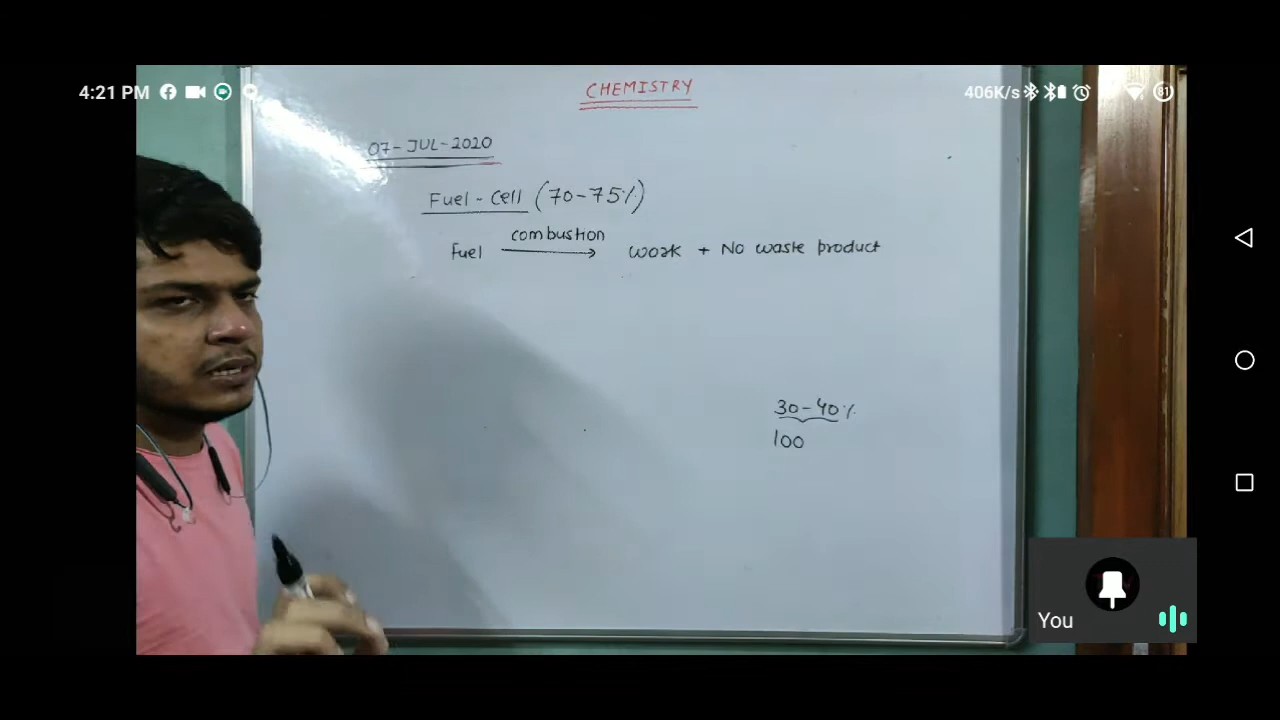 4:21 PM
406K/s
81
CHEMISTRY
07-JUL-2020
Fuel - Cell (70-75%)
Fuel combustion work + No waste product
30-40%
100
You